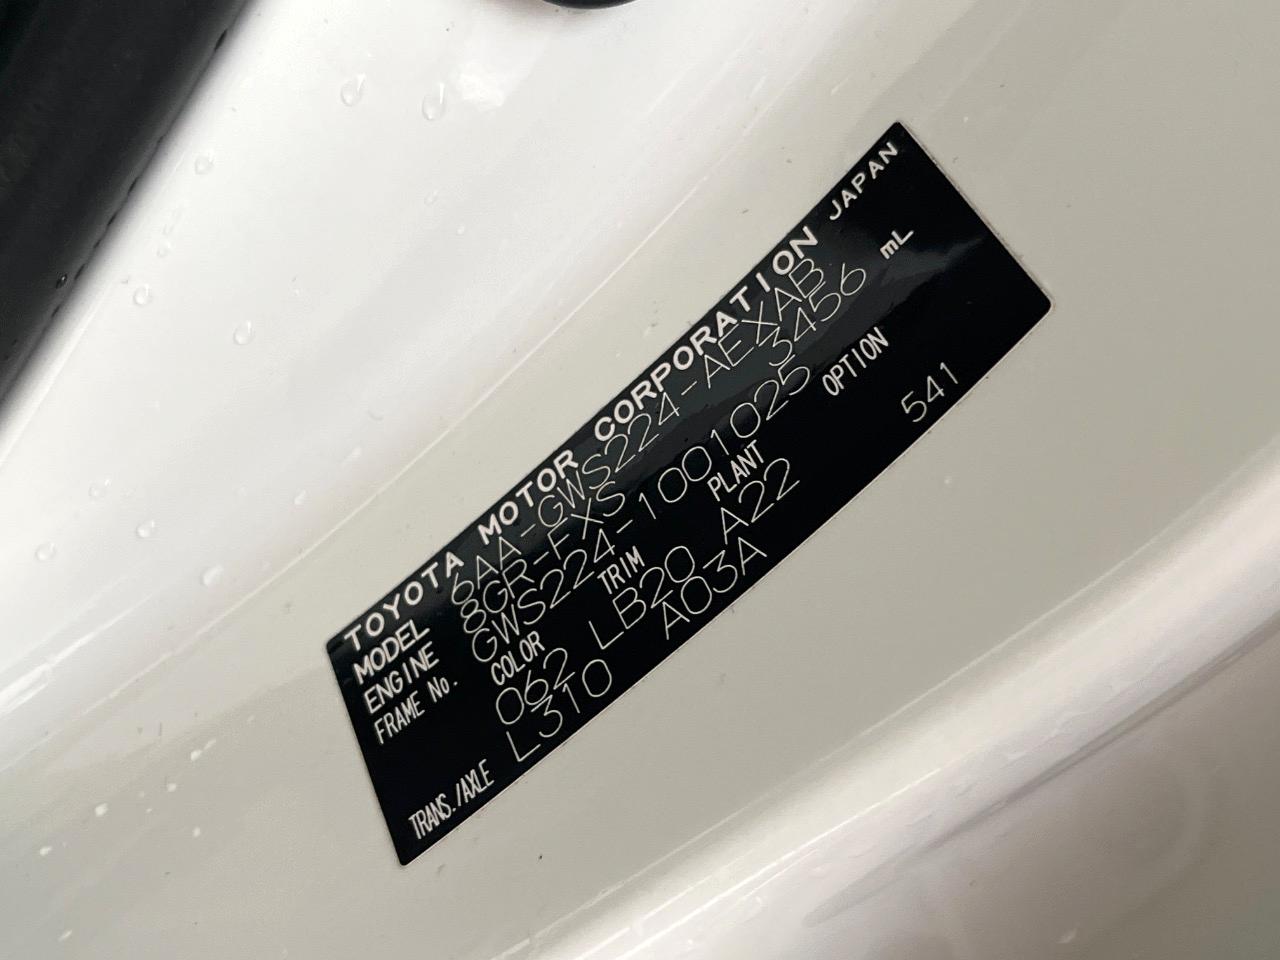 TOYOTA MOTOR CORPORATION JAPAN
MODEL 6AA-GWS224-AEXAB
ENGINE 8GR-FXS 3456 mL
FRAME No. GWS224-1001025
COLOR TRIM PLANT OPTION
062 LB20 A22 541
TRANS./AXLE L310 A03A